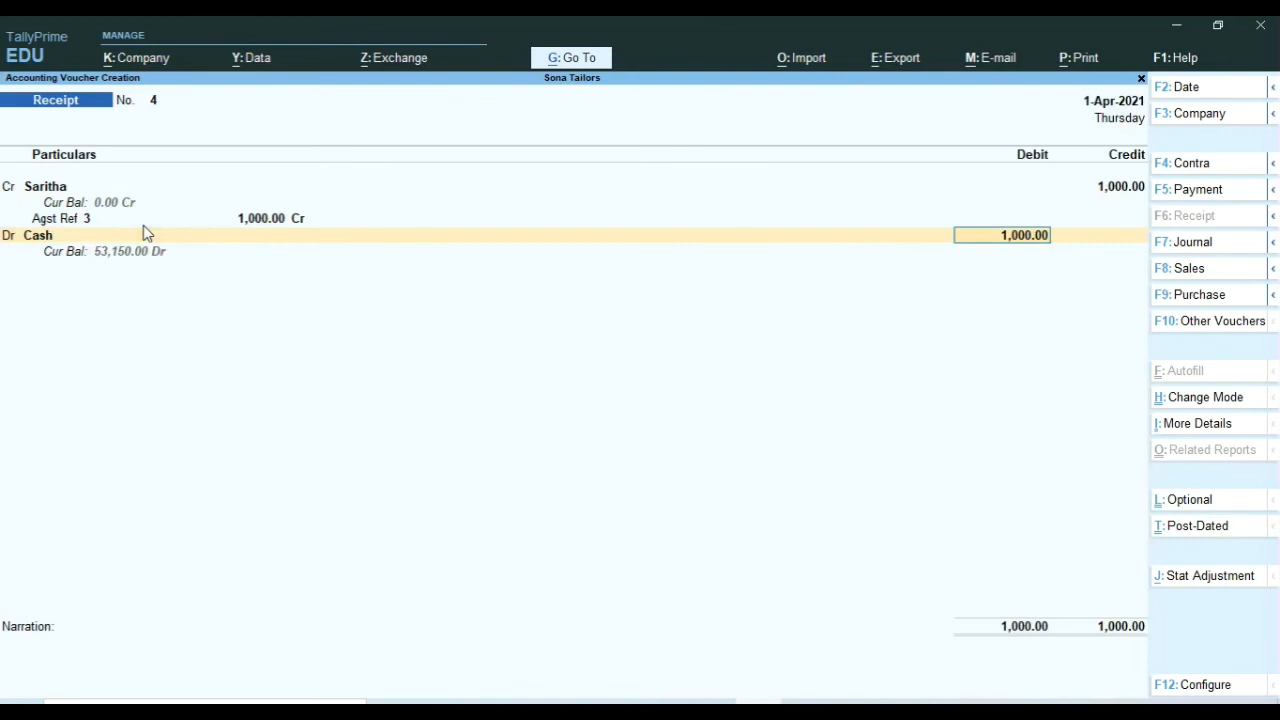 TallyPrime
EDU
MANAGE
K: Company
Y: Data
Z: Exchange
G: Go To
O: Import
E: Export
M: E-mail
P: Print
F1: Help
Accounting Voucher Creation
Sona Tailors
Receipt No. 4
1-Apr-2021
Thursday
Particulars Debit Credit
Cr Saritha 1,000.00
Cur Bal: 0.00 Cr
Agst Ref 3 1,000.00 Cr
Dr Cash 1,000.00
Cur Bal: 53,150.00 Dr
Narration: 1,000.00 1,000.00
F2: Date
F3: Company
F4: Contra
F5: Payment
F6: Receipt
F7: Journal
F8: Sales
F9: Purchase
F10: Other Vouchers
F: Autofill
H: Change Mode
I: More Details
O: Related Reports
L: Optional
T: Post-Dated
J: Stat Adjustment
F12: Configure